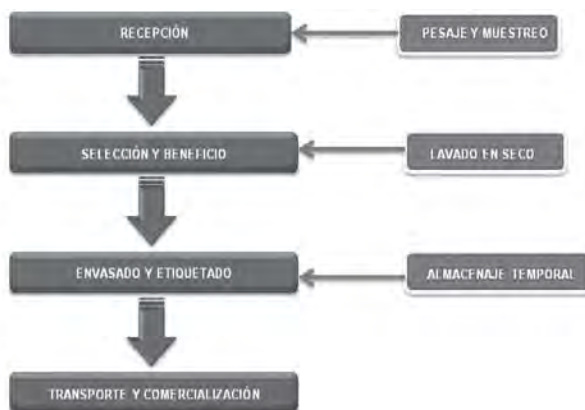 RECEPCIÓN
PESAJE Y MUESTREO
SELECCIÓN Y BENEFICIO
LAVADO EN SECO
ENVASADO Y ETIQUETADO
ALMACENAJE TEMPORAL
TRANSPORTE Y COMERCIALIZACIÓN